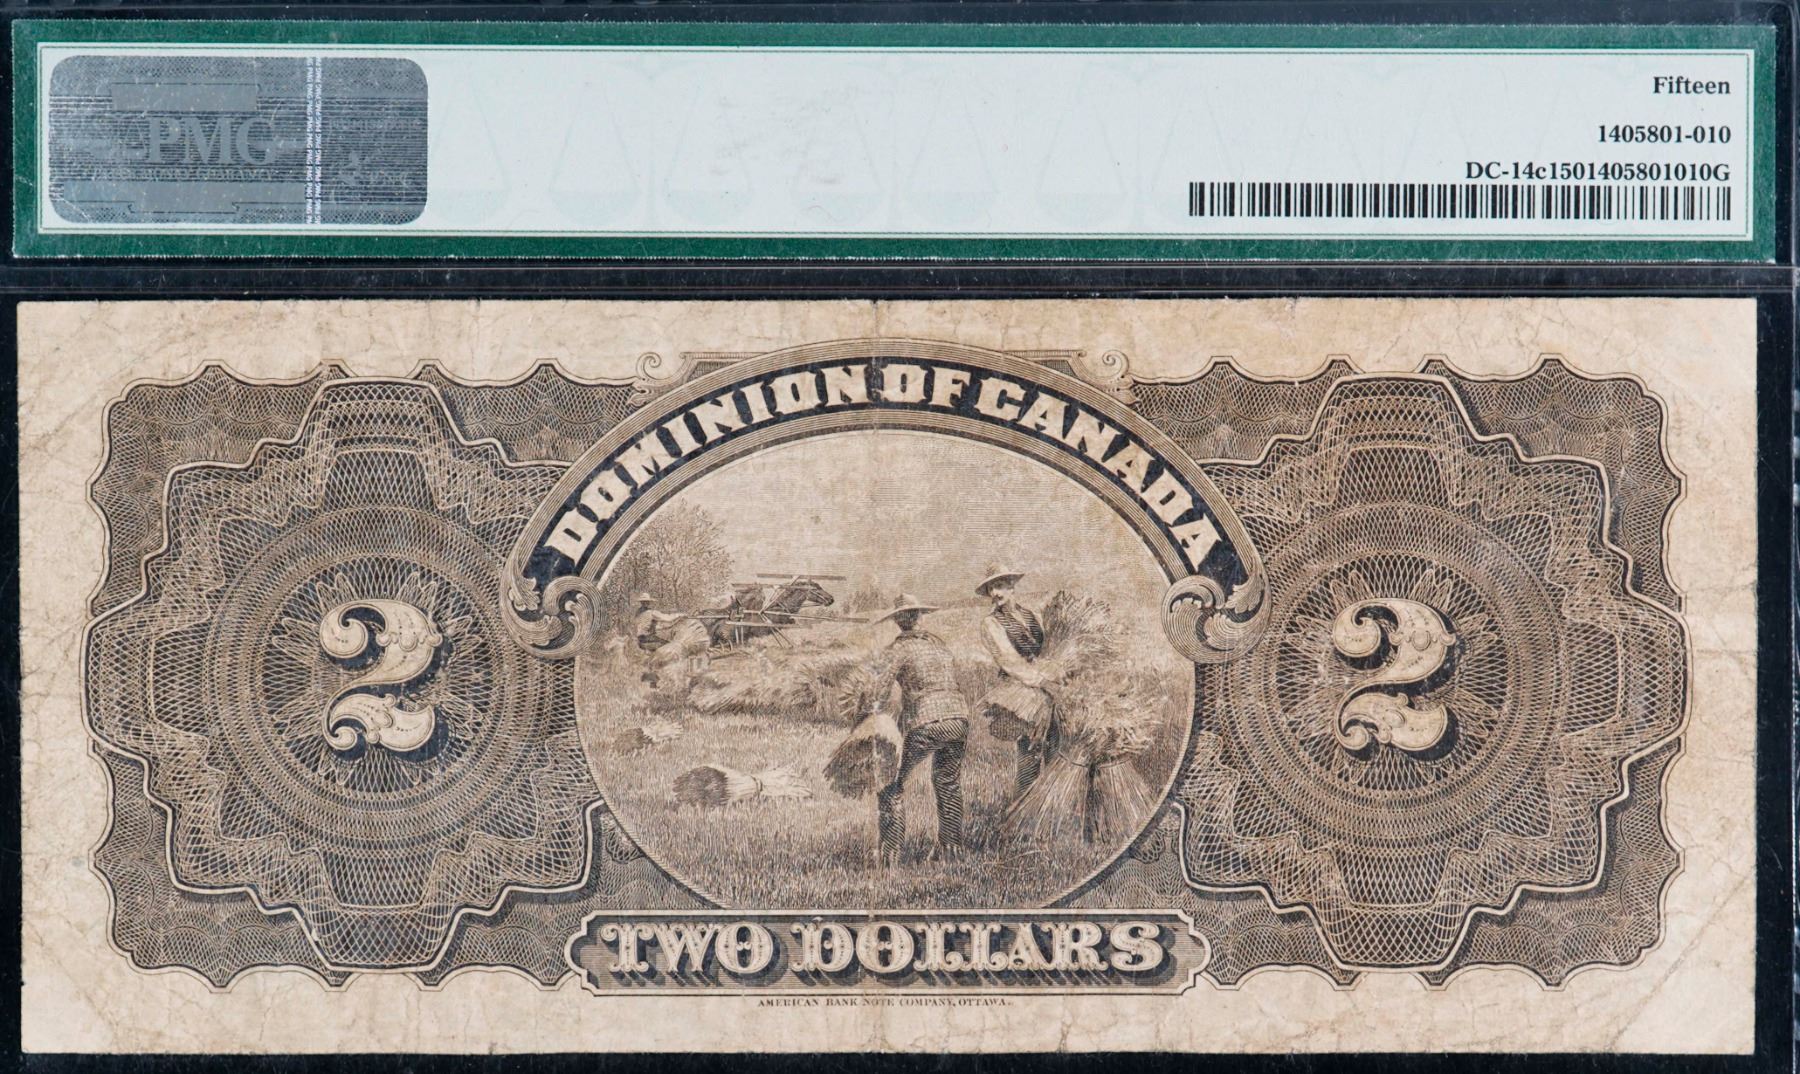 PMG
Fifteen
1405801-010
DC-14c1501405801010G
DOMINION OF CANADA
2
2
TWO DOLLARS
AMERICAN BANK NOTE COMPANY, OTTAWA.